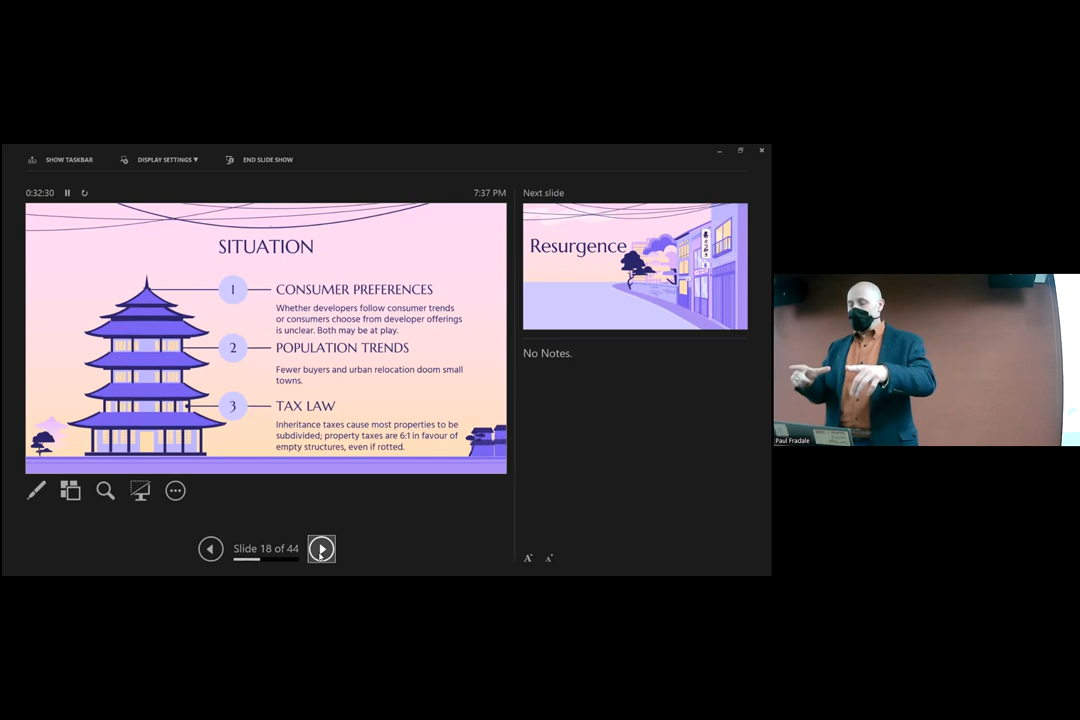 SHOW TASKBAR
DISPLAY SETTINGS ▼
END SLIDE SHOW
0:32:30
7:37 PM
SITUATION
1
CONSUMER PREFERENCES
Whether developers follow consumer trends
or consumers choose from developer offerings
is unclear. Both may be at play.
2
POPULATION TRENDS
Fewer buyers and urban relocation doom small
towns.
3
TAX LAW
Inheritance taxes cause most properties to be
subdivided; property taxes are 6:1 in favour of
empty structures, even if rotted.
Slide 18 of 44
Next slide
Resurgence
No Notes.
A
A
Paul Fradale